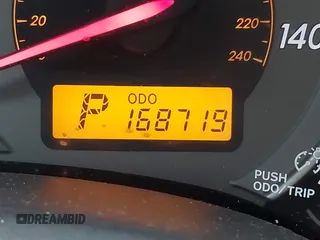 20
220
240
140
ODO
P 168719
PUSH
ODO/TRIP
DREAMBID